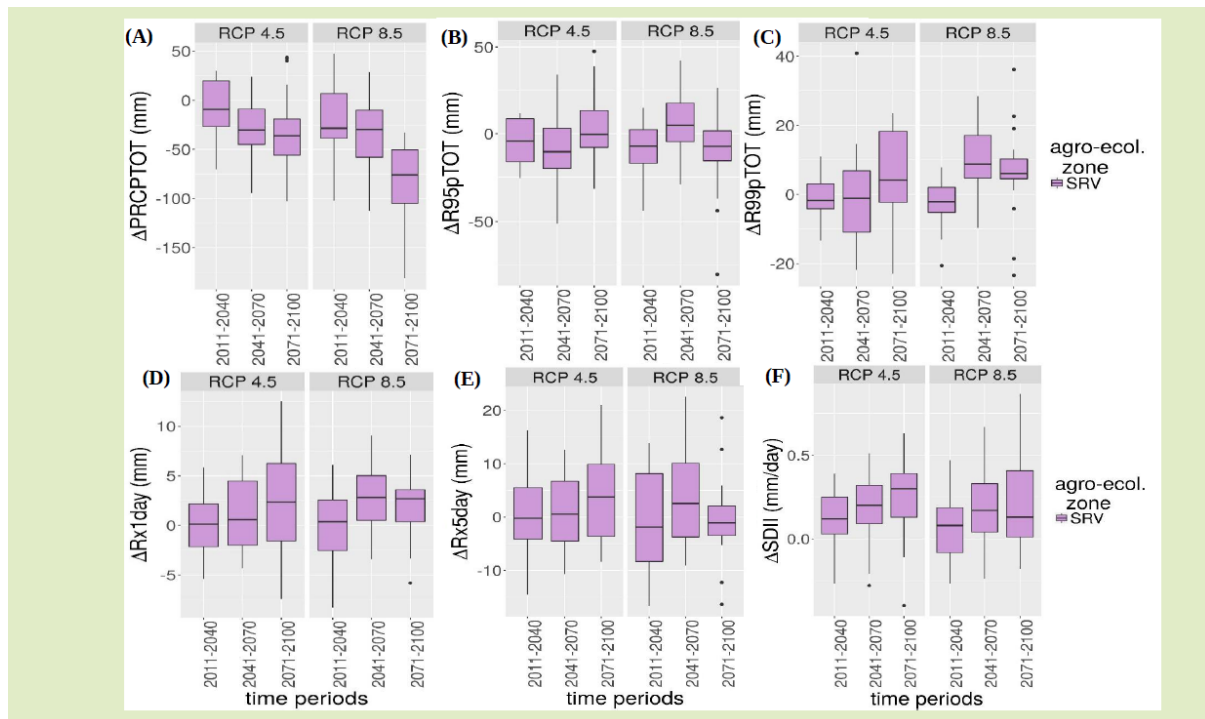 (A)
RCP 4.5
RCP 8.5
ΔPRCPTOT (mm)
50
0
-50
-100
-150
2011-2040
2041-2070
2071-2100
2011-2040
2041-2070
2071-2100
(B)
RCP 4.5
RCP 8.5
ΔR95pTOT (mm)
50
0
-50
2011-2040
2041-2070
2071-2100
2011-2040
2041-2070
2071-2100
(C)
RCP 4.5
RCP 8.5
ΔR99pTOT (mm)
40
20
0
-20
2011-2040
2041-2070
2071-2100
2011-2040
2041-2070
2071-2100
agro-ecol.
zone
SRV
(D)
RCP 4.5
RCP 8.5
ΔRx1day (mm)
10
5
0
-5
2011-2040
2041-2070
2071-2100
2011-2040
2041-2070
2071-2100
time periods
(E)
RCP 4.5
RCP 8.5
ΔRx5day (mm)
20
10
0
-10
2011-2040
2041-2070
2071-2100
2011-2040
2041-2070
2071-2100
time periods
(F)
RCP 4.5
RCP 8.5
ΔSDII (mm/day)
0.5
0.0
2011-2040
2041-2070
2071-2100
2011-2040
2041-2070
2071-2100
time periods
agro-ecol.
zone
SRV